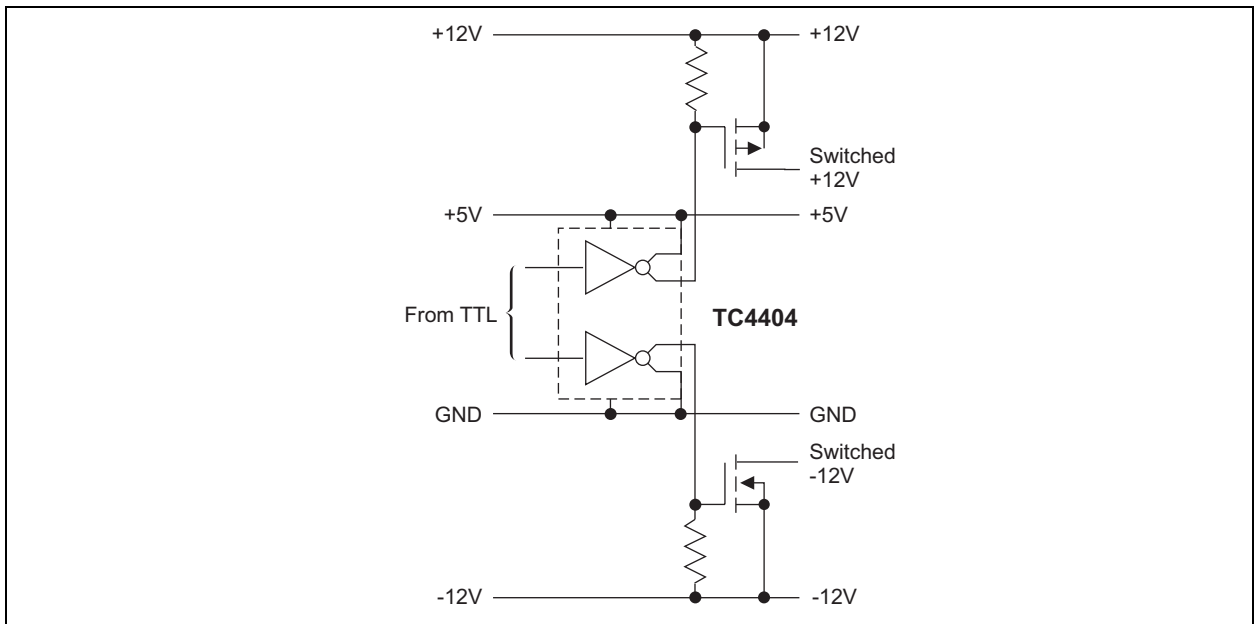 +12V
+12V
Switched
+12V
+5V
+5V
From TTL
TC4404
GND
GND
Switched
-12V
-12V
-12V